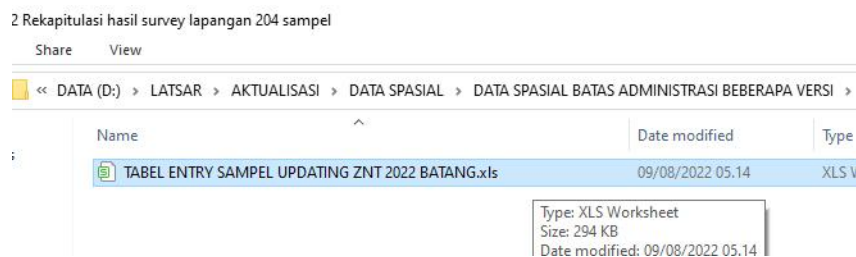 2 Rekapitulasi hasil survey lapangan 204 sampel
Share View
« DATA (D:) > LATSAR > AKTUALISASI > DATA SPASIAL > DATA SPASIAL BATAS ADMINISTRASI BEBERAPA VERSI >
Name Date modified Type
TABEL ENTRY SAMPEL UPDATING ZNT 2022 BATANG.xls 09/08/2022 05.14 XLS
Type: XLS Worksheet
Size: 294 KB
Date modified: 09/08/2022 05.14